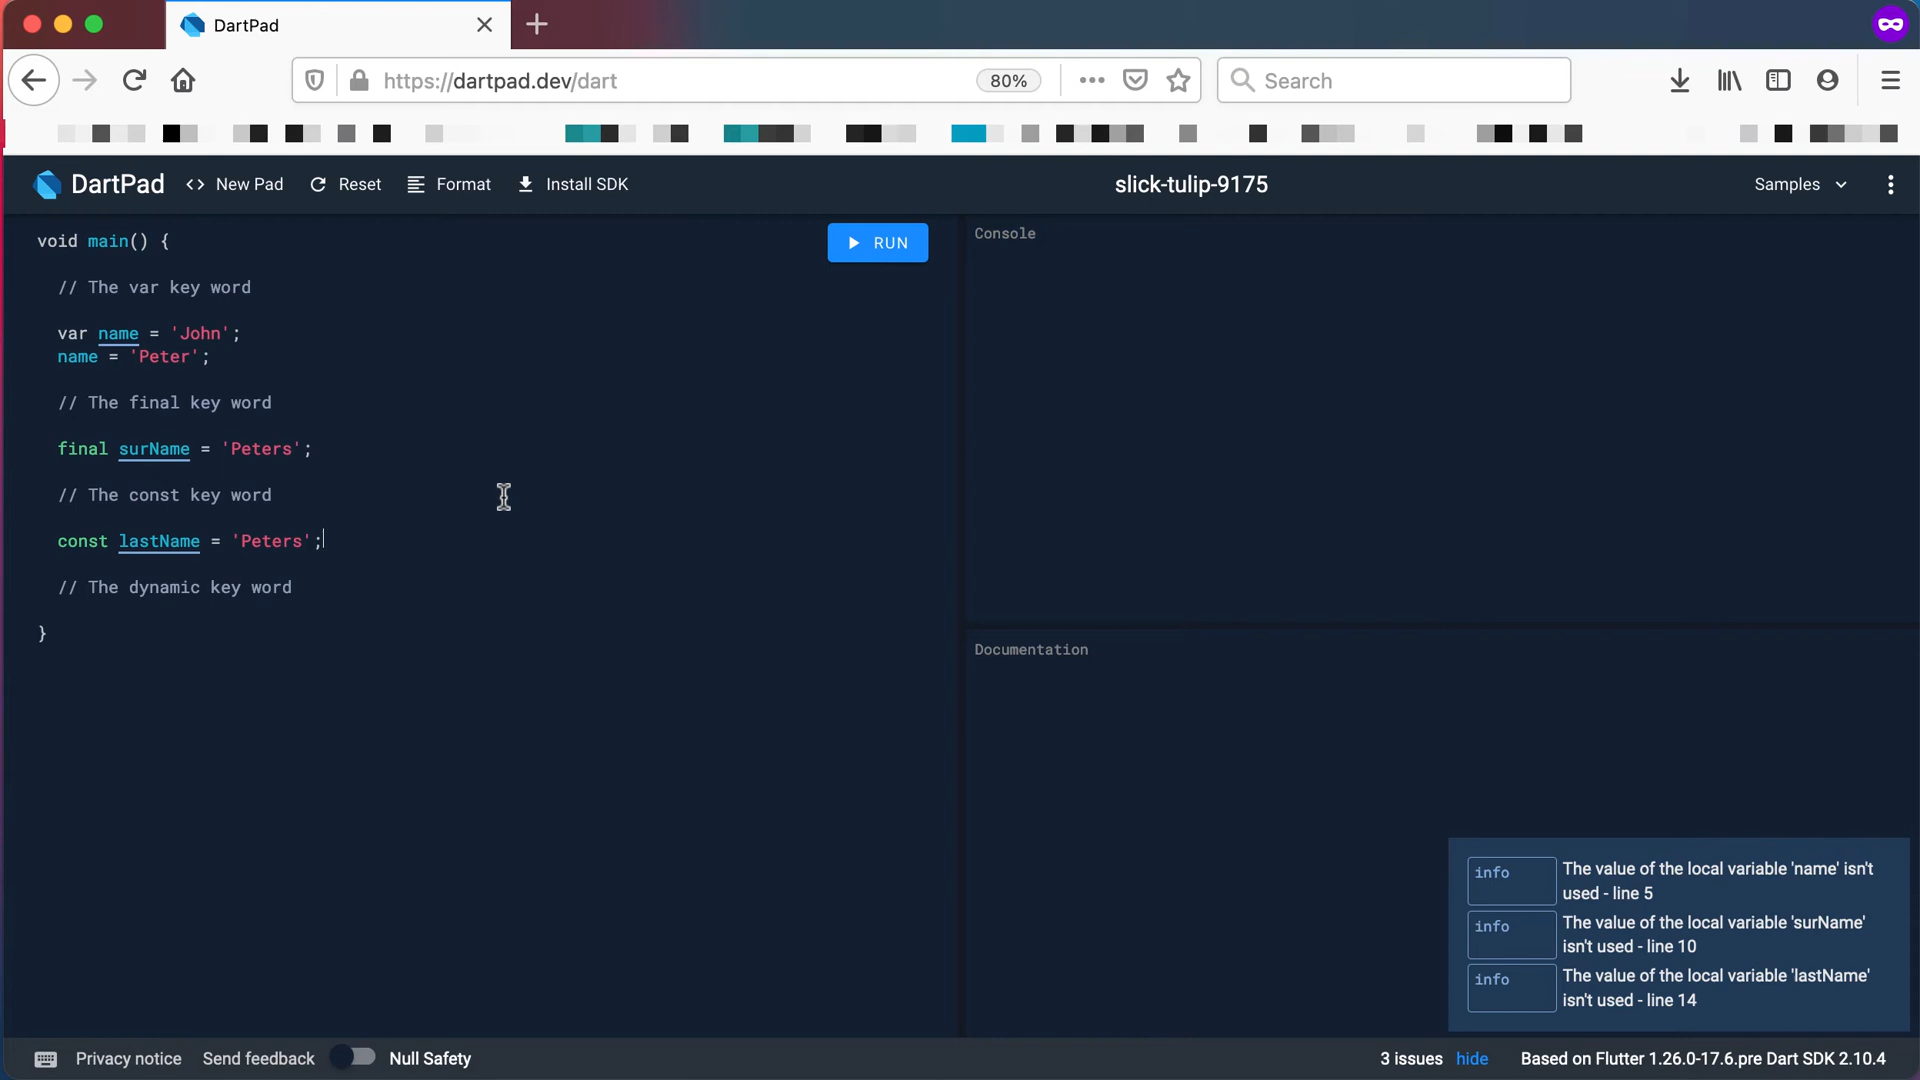 DartPad
https://dartpad.dev/dart
80%
Search
DartPad
New Pad
Reset
Format
Install SDK
slick-tulip-9175
Samples
void main() {
// The var key word
var name = 'John';
name = 'Peter';
// The final key word
final surName = 'Peters';
// The const key word
const lastName = 'Peters';
// The dynamic key word
}
RUN
Console
Documentation
info
The value of the local variable 'name' isn't
used - line 5
info
The value of the local variable 'surName'
isn't used - line 10
info
The value of the local variable 'lastName'
isn't used - line 14
Privacy notice
Send feedback
Null Safety
3 issues
hide
Based on Flutter 1.26.0-17.6.pre Dart SDK 2.10.4